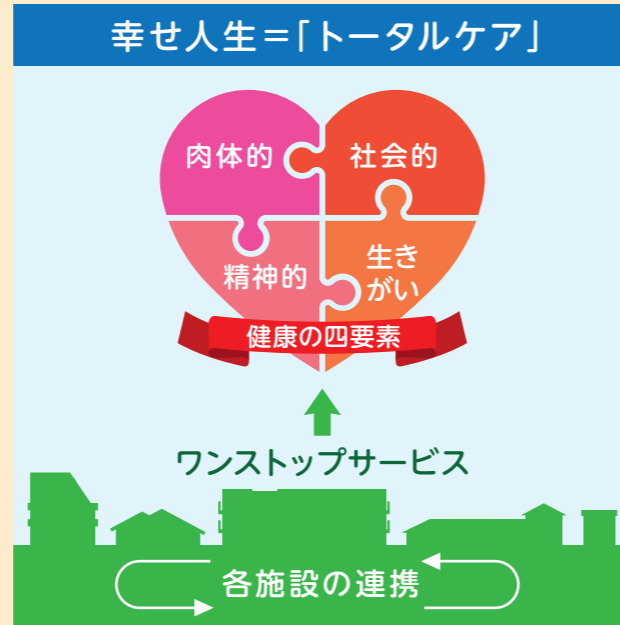 幸せ人生＝「トータルケア」
肉体的
社会的
精神的
生き
がい
健康の四要素
ワンストップサービス
各施設の連携